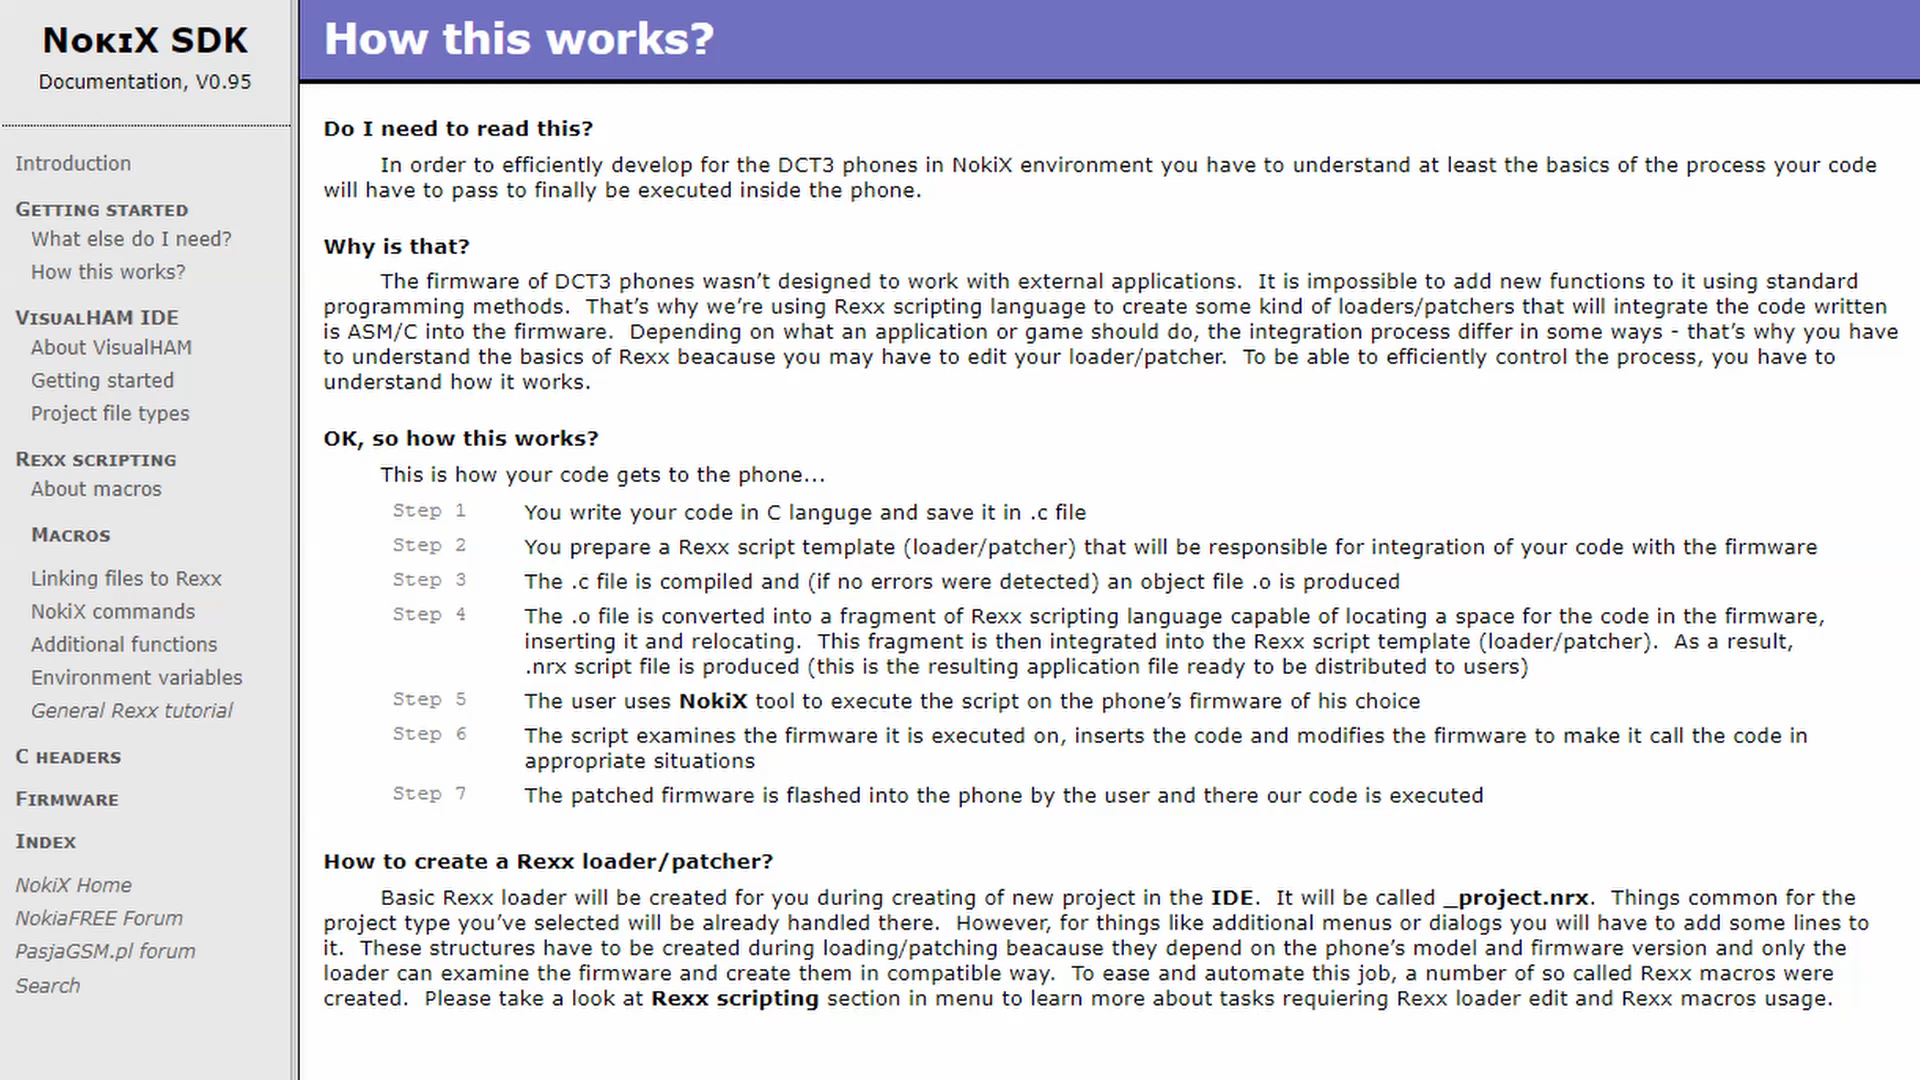 NokiX SDK
Documentation, V0.95
Introduction
Getting started
What else do I need?
How this works?
VisualHAM IDE
About VisualHAM
Getting started
Project file types
Rexx scripting
About macros
Macros
Linking files to Rexx
NokiX commands
Additional functions
Environment variables
General Rexx tutorial
C headers
Firmware
Index
NokiX Home
NokiaFREE Forum
PasjaGSM.pl forum
Search
How this works?
Do I need to read this?
In order to efficiently develop for the DCT3 phones in NokiX environment you have to understand at least the basics of the process your code
will have to pass to finally be executed inside the phone.
Why is that?
The firmware of DCT3 phones wasn't designed to work with external applications. It is impossible to add new functions to it using standard
programming methods. That's why we're using Rexx scripting language to create some kind of loaders/patchers that will integrate the code written
is ASM/C into the firmware. Depending on what an application or game should do, the integration process differ in some ways - that's why you have
to understand the basics of Rexx beacause you may have to edit your loader/patcher. To be able to efficiently control the process, you have to
understand how it works.
OK, so how this works?
This is how your code gets to the phone...
Step 1 You write your code in C languge and save it in .c file
Step 2 You prepare a Rexx script template (loader/patcher) that will be responsible for integration of your code with the firmware
Step 3 The .c file is compiled and (if no errors were detected) an object file .o is produced
Step 4 The .o file is converted into a fragment of Rexx scripting language capable of locating a space for the code in the firmware,
inserting it and relocating. This fragment is then integrated into the Rexx script template (loader/patcher). As a result,
.nrx script file is produced (this is the resulting application file ready to be distributed to users)
Step 5 The user uses NokiX tool to execute the script on the phone's firmware of his choice
Step 6 The script examines the firmware it is executed on, inserts the code and modifies the firmware to make it call the code in
appropriate situations
Step 7 The patched firmware is flashed into the phone by the user and there our code is executed
How to create a Rexx loader/patcher?
Basic Rexx loader will be created for you during creating of new project in the IDE. It will be called _project.nrx. Things common for the
project type you've selected will be already handled there. However, for things like additional menus or dialogs you will have to add some lines to
it. These structures have to be created during loading/patching beacause they depend on the phone's model and firmware version and only the
loader can examine the firmware and create them in compatible way. To ease and automate this job, a number of so called Rexx macros were
created. Please take a look at Rexx scripting section in menu to learn more about tasks requiering Rexx loader edit and Rexx macros usage.